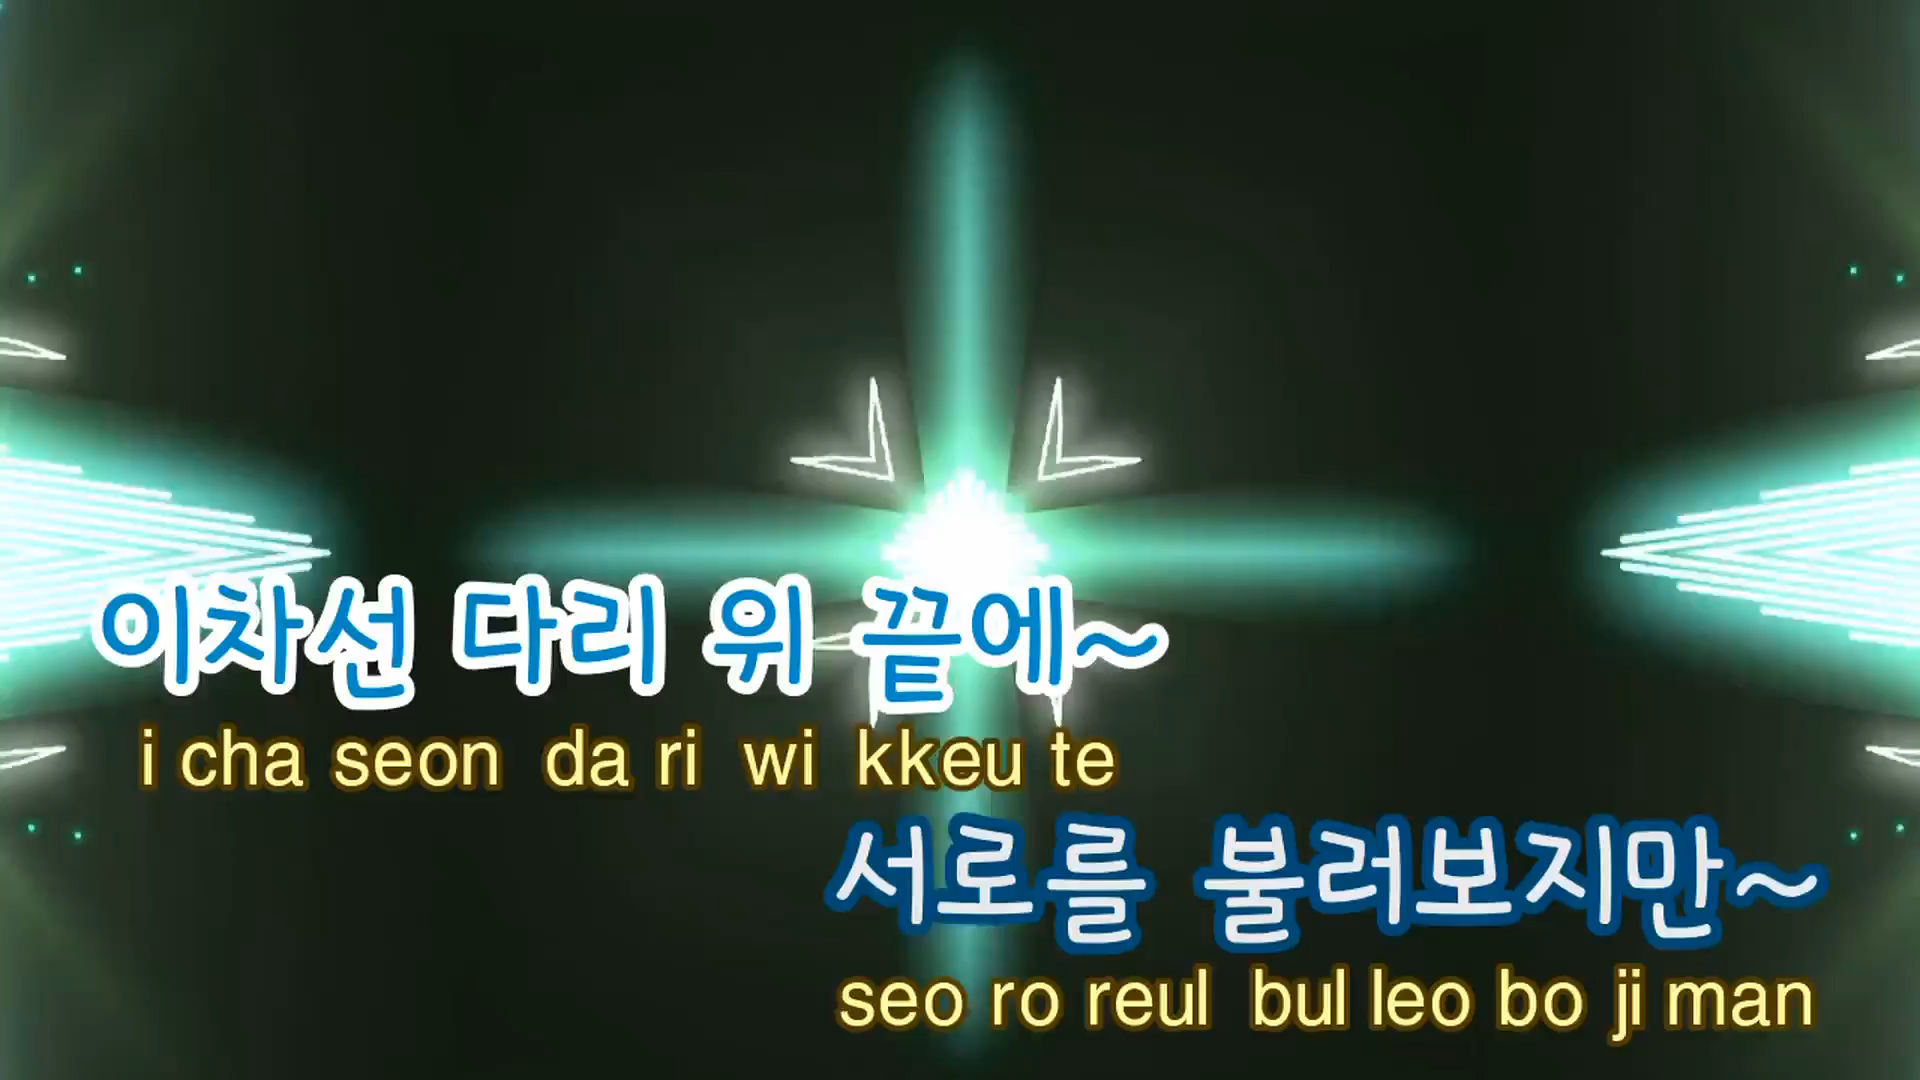 이차선 다리 위 끝에~
i cha seon da ri wi kkeu te
서로를 불러보지만~
seo ro reul bul leo bo ji man